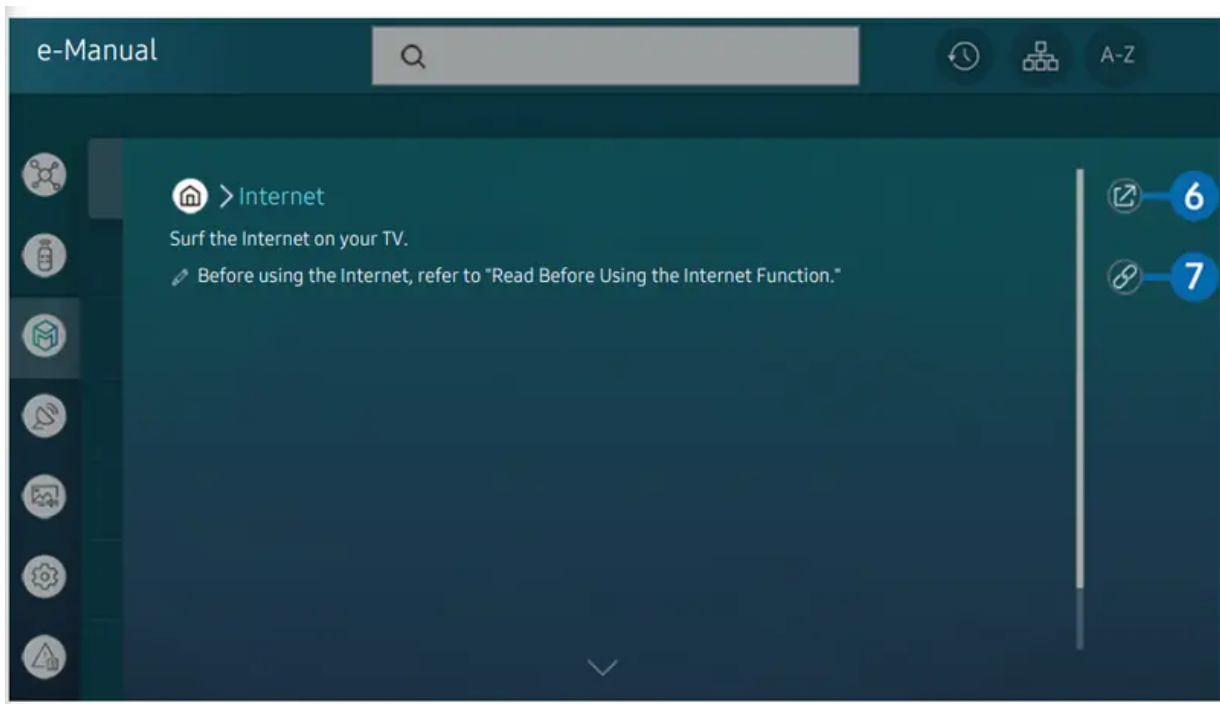 e-Manual
A-Z
> Internet
6
Surf the Internet on your TV.
Before using the Internet, refer to "Read Before Using the Internet Function."
7